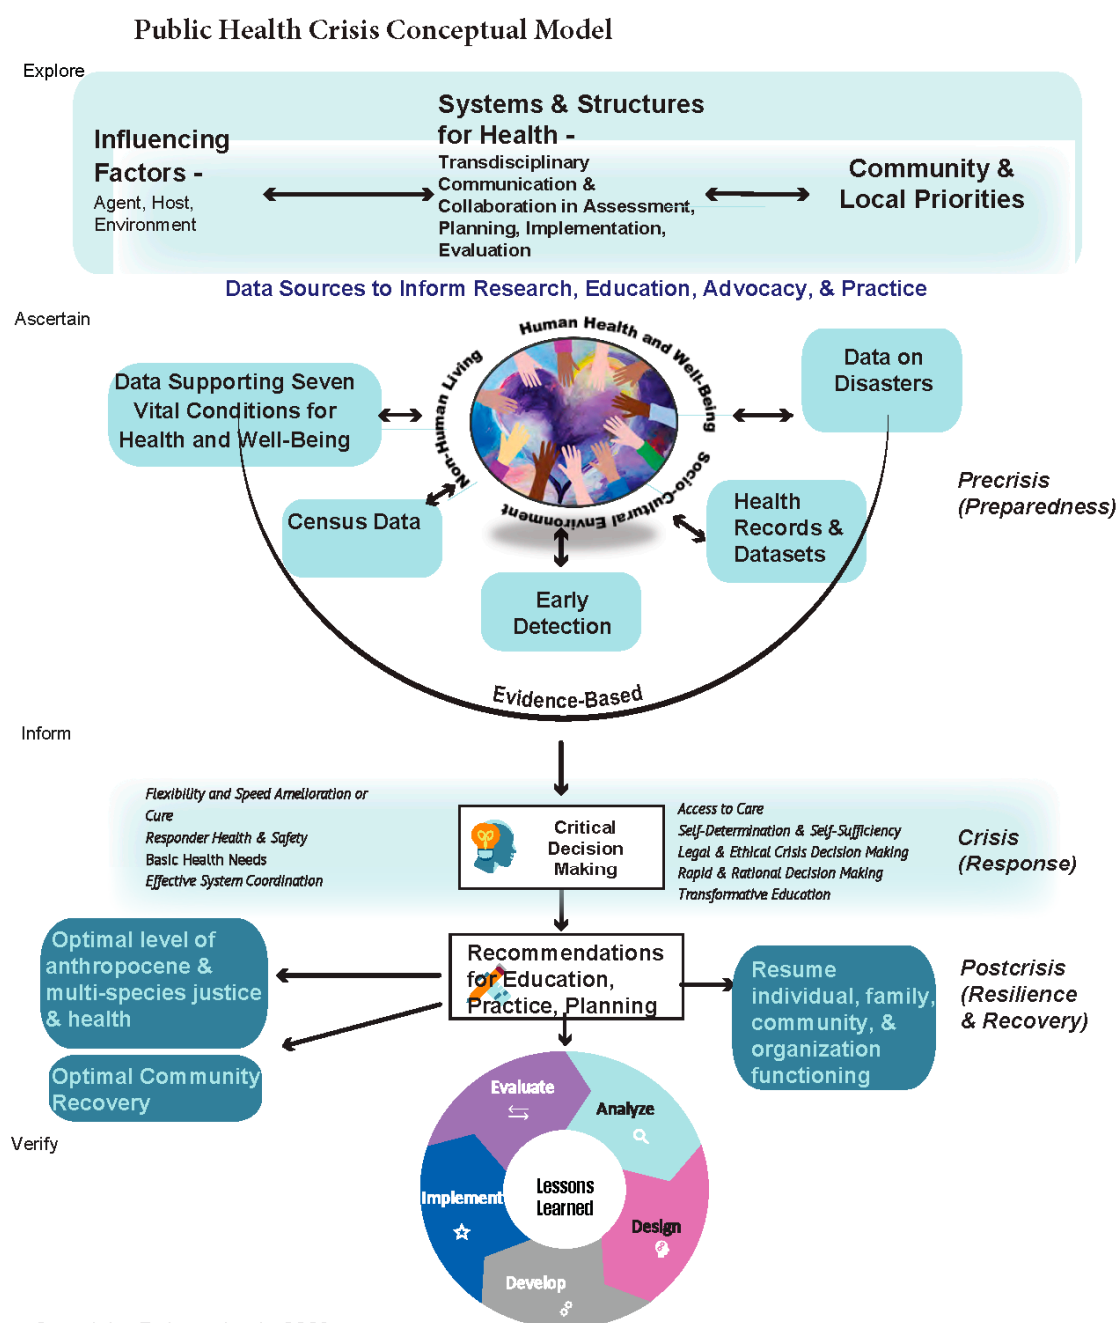 Public Health Crisis Conceptual Model
Explore
Influencing
Factors -
Agent, Host,
Environment
Systems & Structures
for Health -
Transdisciplinary
Communication &
Collaboration in Assessment,
Planning, Implementation,
Evaluation
Community &
Local Priorities
Data Sources to Inform Research, Education, Advocacy, & Practice
Ascertain
Data Supporting Seven
Vital Conditions for
Health and Well-Being
Non-Human Living
Human Health and Well-Being
Socio-Cultural Environment
Data on
Disasters
Census Data
Health
Records &
Datasets
Early
Detection
Precrisis
(Preparedness)
Evidence-Based
Inform
Flexibility and Speed Amelioration or
Cure
Responder Health & Safety
Basic Health Needs
Effective System Coordination
Critical
Decision
Making
Access to Care
Self-Determination & Self-Sufficiency
Legal & Ethical Crisis Decision Making
Rapid & Rational Decision Making
Transformative Education
Crisis
(Response)
Optimal level of
anthropocene &
multi-species justice
& health
Optimal Community
Recovery
Recommendations
for Education,
Practice, Planning
Resume
individual, family,
community, &
organization
functioning
Postcrisis
(Resilience
& Recovery)
Verify
Evaluate
Analyze
Implement
Lessons
Learned
Design
Develop